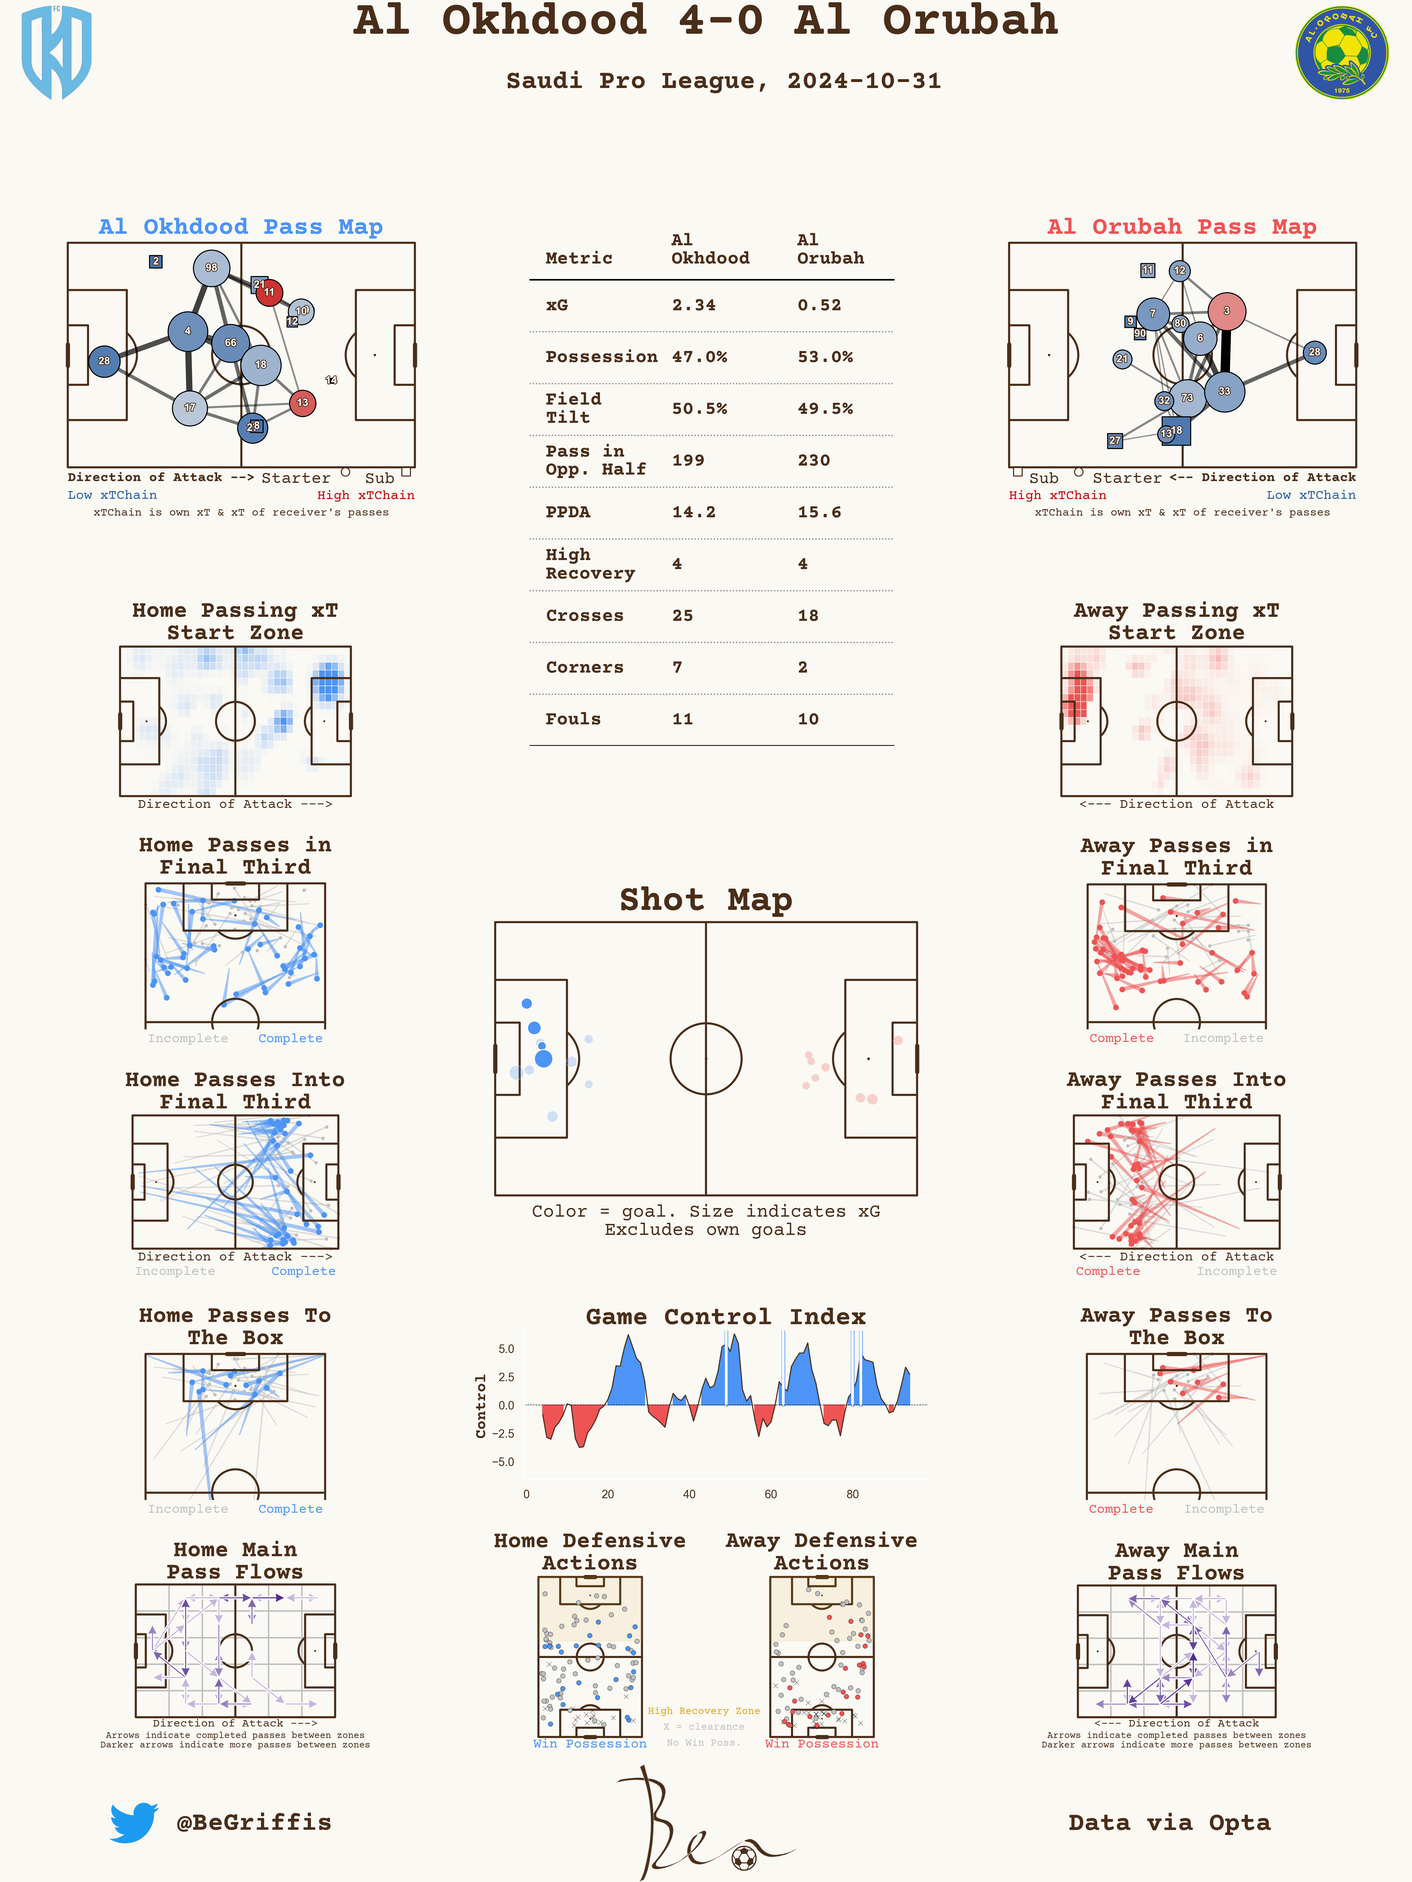 Al Okhdood 4-0 Al Orubah
Saudi Pro League, 2024-10-31
FC
AL-OROBAH FC
1975
Al Okhdood Pass Map
2
98
21
11
10
12
4
66
28
18
14
17
13
8
Direction of Attack --> Starter Sub
Low xTChain High xTChain
xTChain is own xT & xT of receiver's passes
Metric Al Okhdood Al Orubah
xG 2.34 0.52
Possession 47.0% 53.0%
Field Tilt 50.5% 49.5%
Pass in Opp. Half 199 230
PPDA 14.2 15.6
High Recovery 4 4
Crosses 25 18
Corners 7 2
Fouls 11 10
Al Orubah Pass Map
11
12
7
3
9
80
90
6
21
28
33
32
73
13
18
27
Sub Starter <-- Direction of Attack
High xTChain Low xTChain
xTChain is own xT & xT of receiver's passes
Home Passing xT
Start Zone
Direction of Attack --->
Away Passing xT
Start Zone
<--- Direction of Attack
Home Passes in
Final Third
Incomplete Complete
Away Passes in
Final Third
Complete Incomplete
Shot Map
Color = goal. Size indicates xG
Excludes own goals
Home Passes Into
Final Third
Direction of Attack --->
Incomplete Complete
Away Passes Into
Final Third
<--- Direction of Attack
Complete Incomplete
Home Passes To
The Box
Incomplete Complete
Game Control Index
Control
5.0
2.5
0.0
−2.5
−5.0
0 20 40 60 80
Away Passes To
The Box
Complete Incomplete
Home Main
Pass Flows
Direction of Attack --->
Arrows indicate completed passes between zones
Darker arrows indicate more passes between zones
Home Defensive
Actions
Win Possession
High Recovery Zone
X = clearance
No Win Poss.
Away Defensive
Actions
Win Possession
Away Main
Pass Flows
<--- Direction of Attack
Arrows indicate completed passes between zones
Darker arrows indicate more passes between zones
@BeGriffis
Ben
Data via Opta